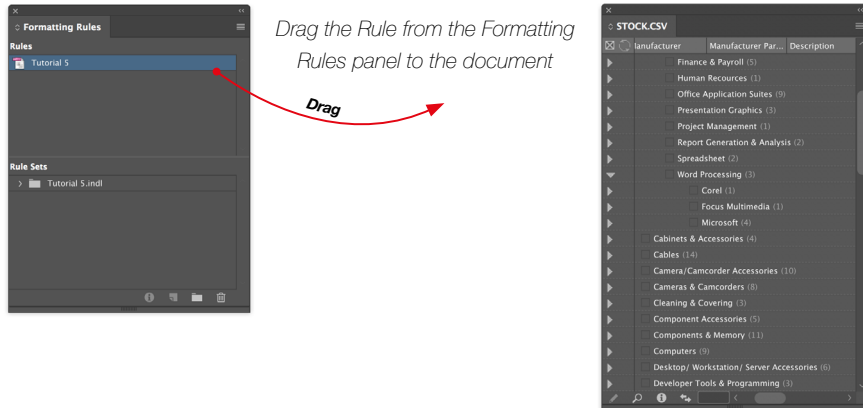 Formatting Rules
Rules
Tutorial 5
Rule Sets
Tutorial 5.indl
Drag the Rule from the Formatting
Rules panel to the document
Drag
STOCK.CSV
lanufacturer Manufacturer Par... Description
Finance & Payroll (5)
Human Recources (1)
Office Application Suites (9)
Presentation Graphics (3)
Project Management (1)
Report Generation & Analysis (2)
Spreadsheet (2)
Word Processing (3)
Corel (1)
Focus Multimedia (1)
Microsoft (4)
Cabinets & Accessories (4)
Cables (14)
Camera/Camcorder Accessories (10)
Cameras & Camcorders (8)
Cleaning & Covering (3)
Component Accessories (5)
Components & Memory (11)
Computers (9)
Desktop/ Workstation/ Server Accessories (6)
Developer Tools & Programming (3)